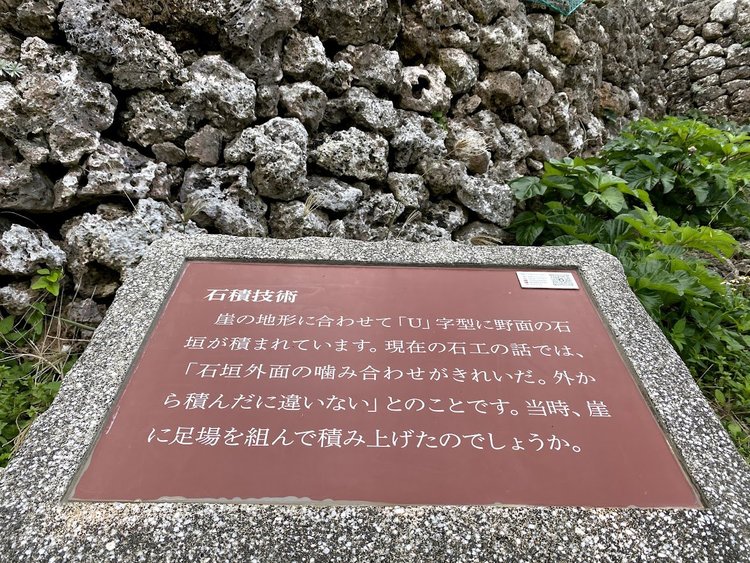 石積技術
崖の地形に合わせて「U」字型に野面の石
垣が積まれています。現在の石工の話では、
「石垣外面の噛み合わせがきれいだ。外か
ら積んだに違いない」とのことです。当時、崖
に足場を組んで積み上げたのでしょうか。